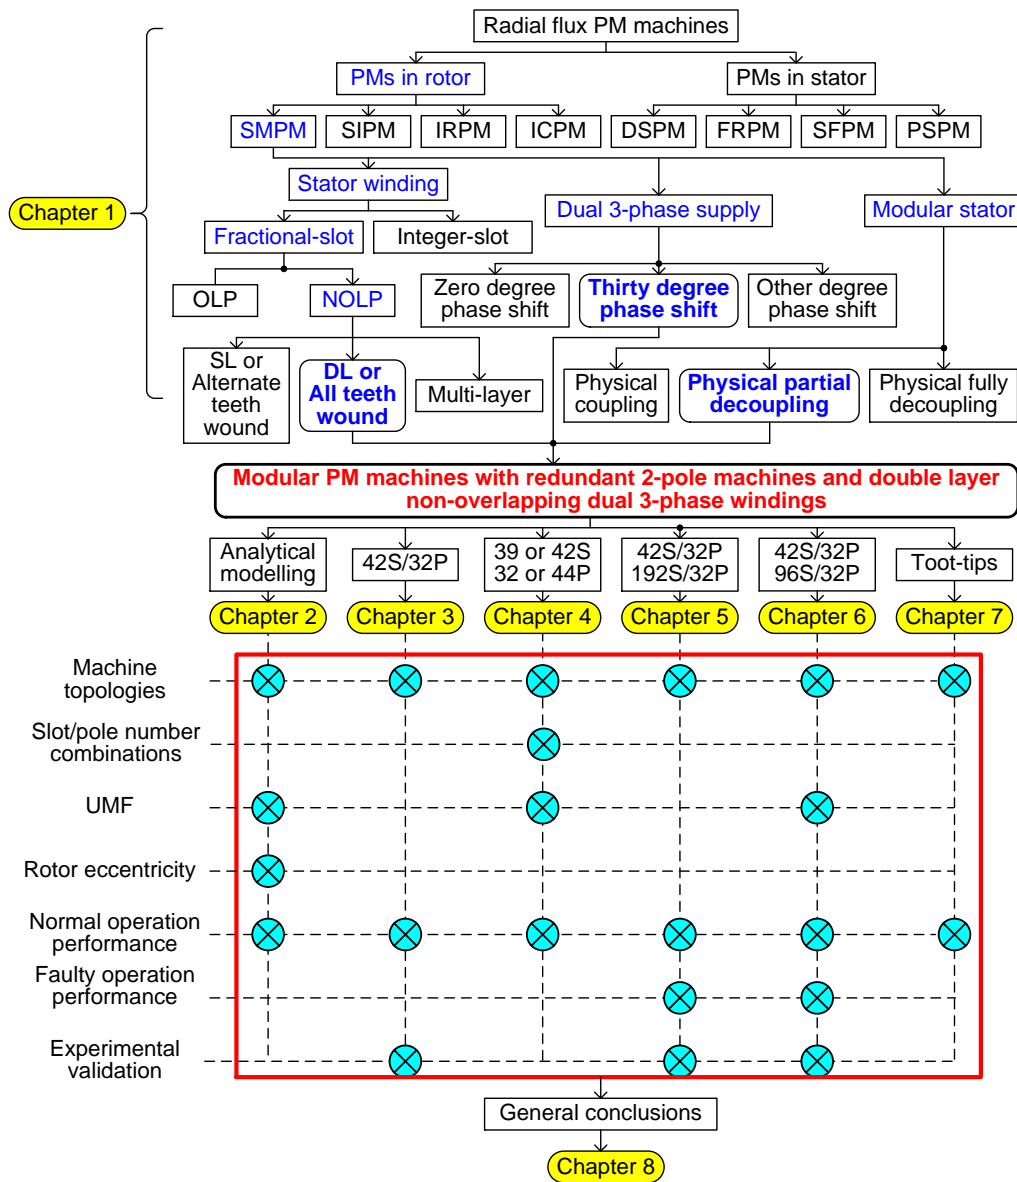 Radial flux PM machines
PMs in rotor
PMs in stator
SMPM
SIPM
IRPM
ICPM
DSPM
FRPM
SFPM
PSPM
Chapter 1
Stator winding
Dual 3-phase supply
Modular stator
Fractional-slot
Integer-slot
OLP
NOLP
Zero degree
phase shift
Thirty degree
phase shift
Other degree
phase shift
SL or
Alternate
teeth
wound
DL or
All teeth
wound
Multi-layer
Physical
coupling
Physical partial
decoupling
Physical fully
decoupling
Modular PM machines with redundant 2-pole machines and double layer
non-overlapping dual 3-phase windings
Analytical
modelling
42S/32P
39 or 42S
32 or 44P
42S/32P
192S/32P
42S/32P
96S/32P
Toot-tips
Chapter 2
Chapter 3
Chapter 4
Chapter 5
Chapter 6
Chapter 7
Machine
topologies
Slot/pole number
combinations
UMF
Rotor eccentricity
Normal operation
performance
Faulty operation
performance
Experimental
validation
General conclusions
Chapter 8